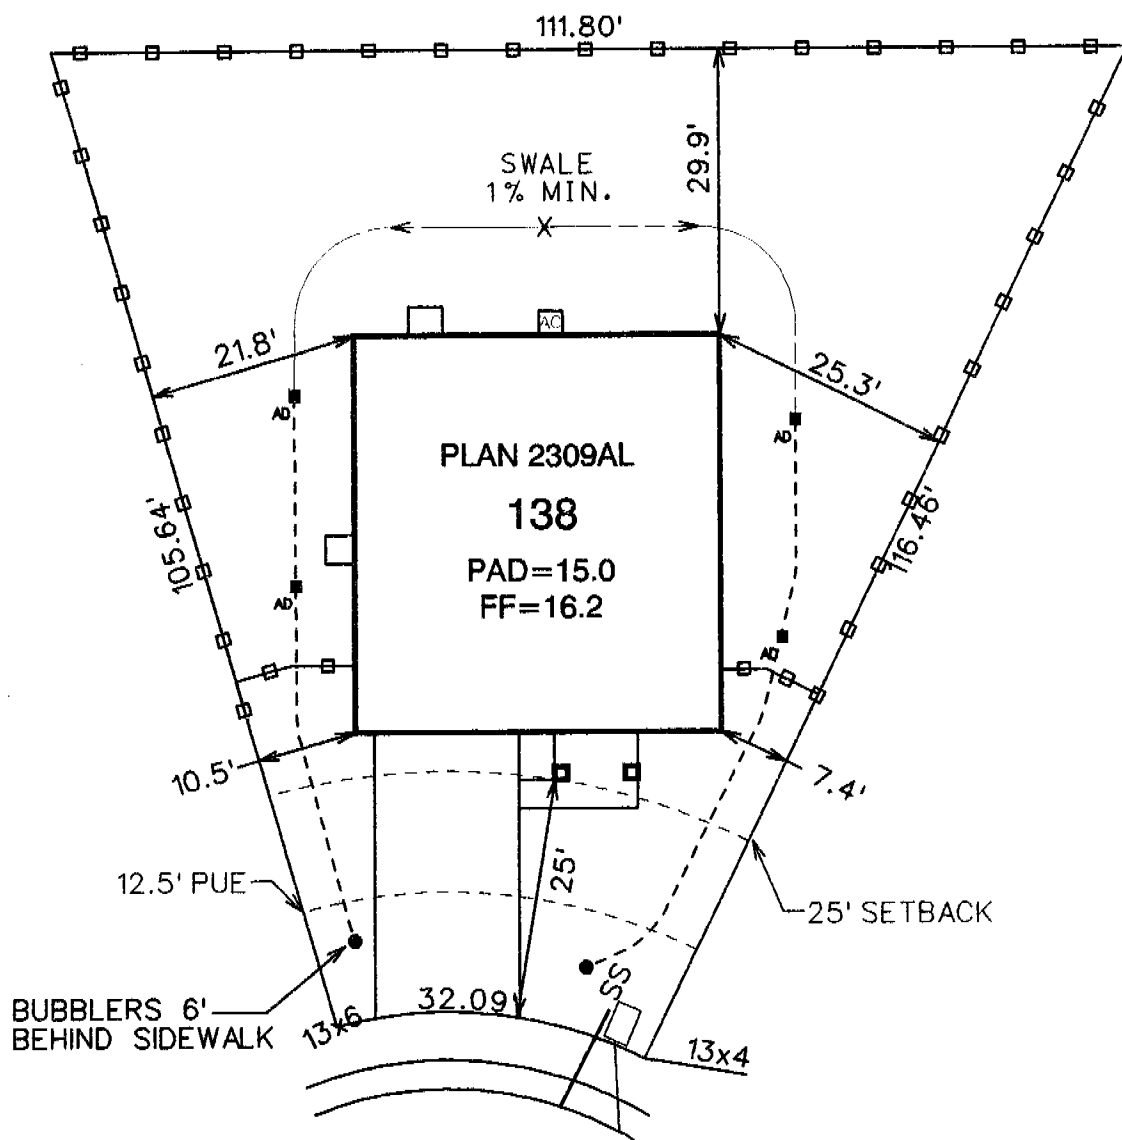 111.80'
29.9'
SWALE
1% MIN.
AC
21.8'
25.3'
AD
AD
PLAN 2309AL
138
PAD=15.0
FF=16.2
105.64'
116.46'
AD
AD
10.5'
7.4'
25'
12.5' PUE
25' SETBACK
BUBBLERS 6'
BEHIND SIDEWALK
32.09
SS
13x6
13x4